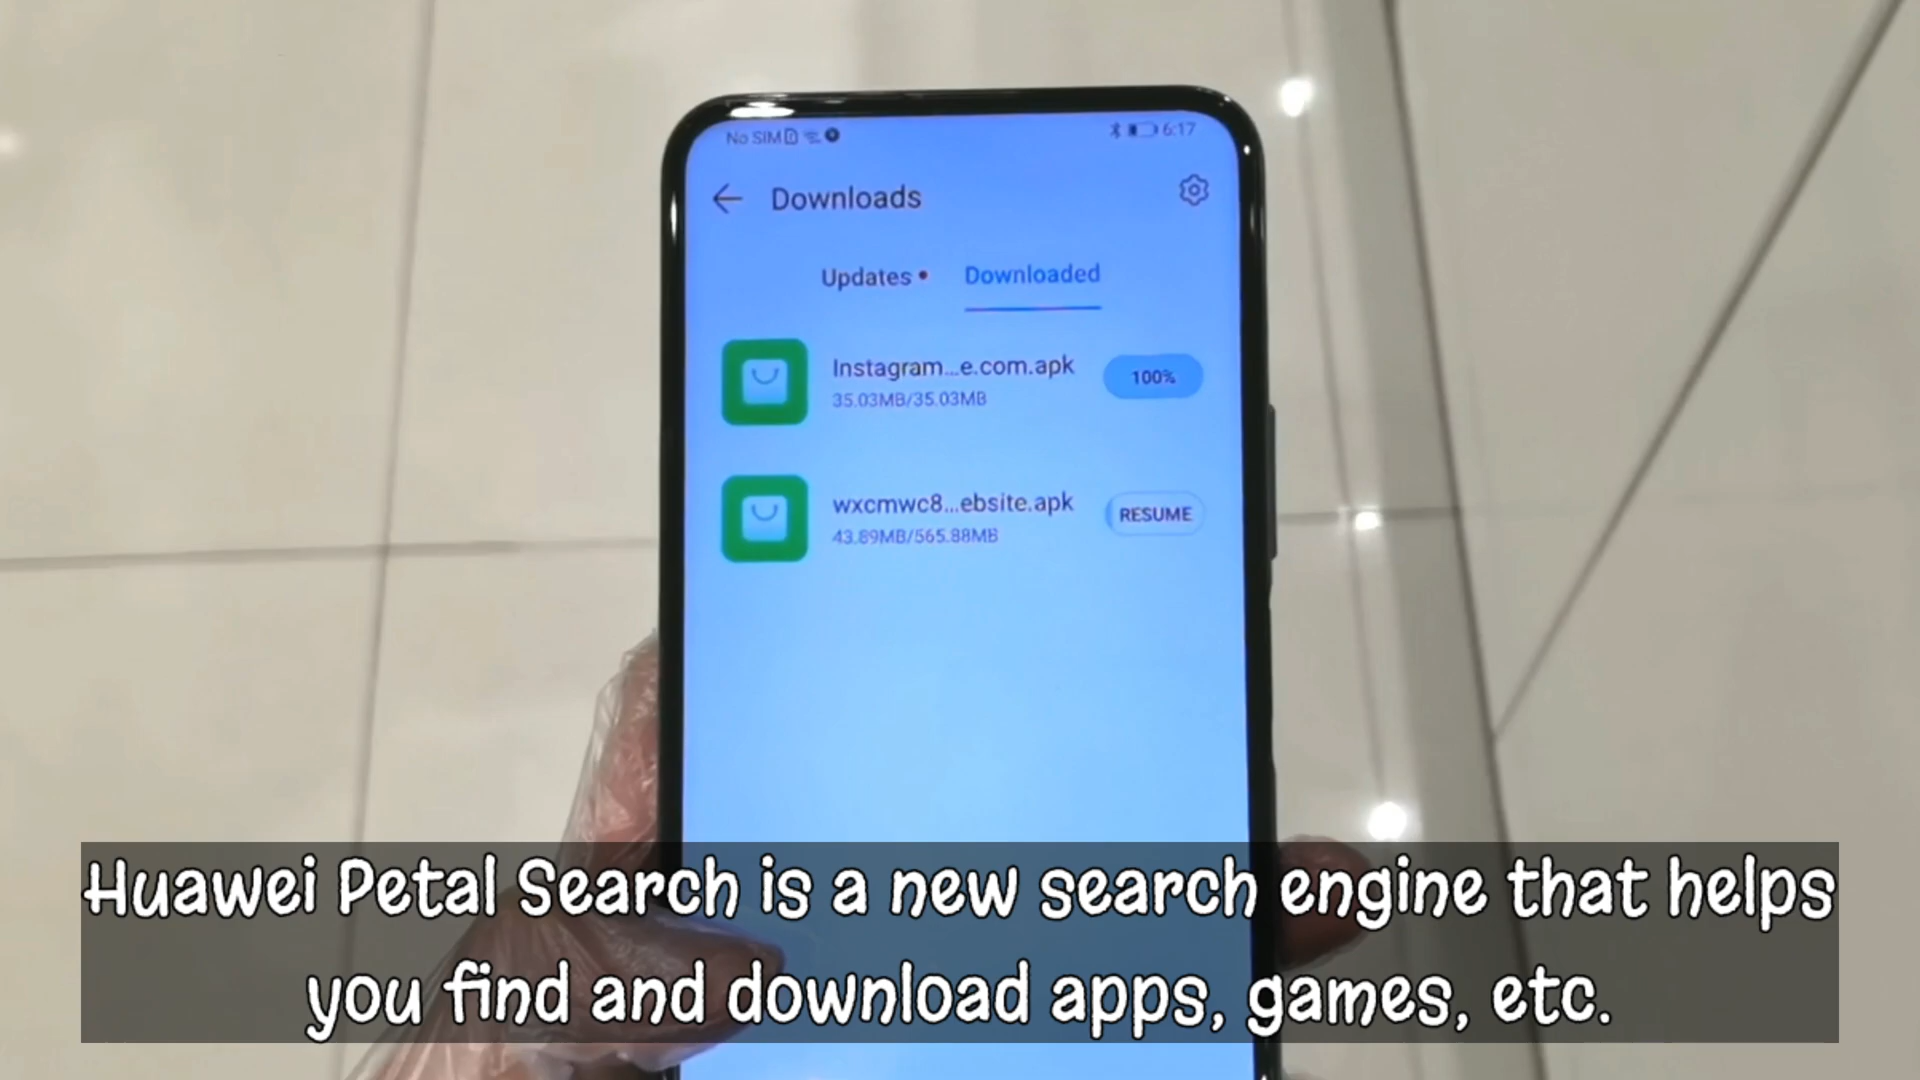 No SIM 6:17
Downloads
Updates • Downloaded
Instagram...e.com.apk
35.03MB/35.03MB
100%
wxcmwc8...ebsite.apk
43.89MB/565.88MB
RESUME
Huawei Petal Search is a new search engine that helps
you find and download apps, games, etc.